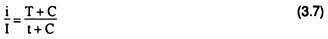 i/I = (T + C)/(t + C) (3.7)